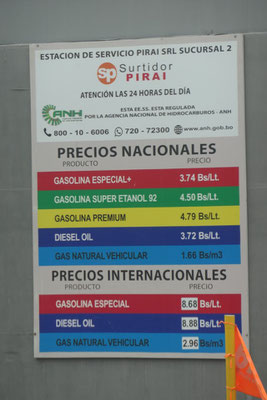 ESTACION DE SERVICIO PIRAI SRL SUCURSAL 2
sp Surtidor
PIRAI
ATENCIÓN LAS 24 HORAS DEL DÍA
ANH
ESTA EE.SS. ESTA REGULADA
POR LA AGENCIA NACIONAL DE HIDROCARBUROS - ANH
800 - 10 - 6006 720 - 72300 www.anh.gob.bo
PRECIOS NACIONALES
PRODUCTO PRECIO
GASOLINA ESPECIAL+ 3.74 Bs/Lt.
GASOLINA SUPER ETANOL 92 4.50 Bs/Lt.
GASOLINA PREMIUM 4.79 Bs/Lt.
DIESEL OIL 3.72 Bs/Lt.
GAS NATURAL VEHICULAR 1.66 Bs/m3
PRECIOS INTERNACIONALES
PRODUCTO PRECIO
GASOLINA ESPECIAL 8.68 Bs/Lt.
DIESEL OIL 8.88 Bs/Lt.
GAS NATURAL VEHICULAR 2.96 Bs/m3